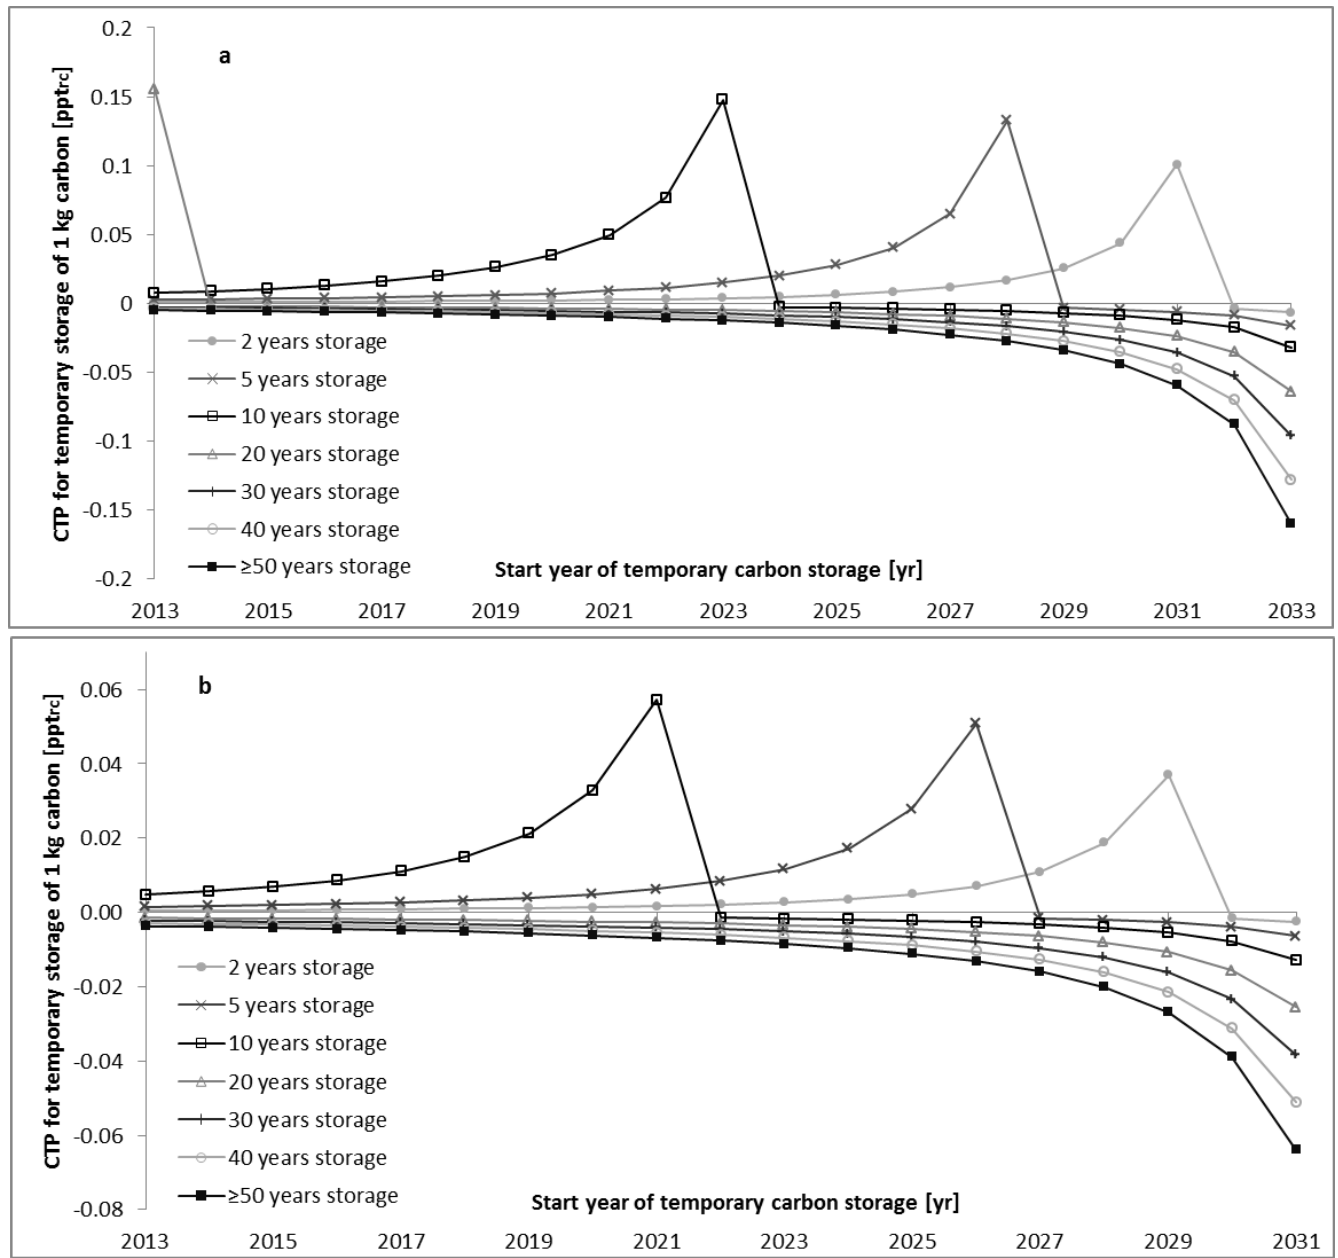 a
CTP for temporary storage of 1 kg carbon [pptrc]
0.2
0.15
0.1
0.05
0
-0.05
-0.1
-0.15
-0.2
2 years storage
5 years storage
10 years storage
20 years storage
30 years storage
40 years storage
≥50 years storage
Start year of temporary carbon storage [yr]
2013 2015 2017 2019 2021 2023 2025 2027 2029 2031 2033
b
CTP for temporary storage of 1 kg carbon [pptrc]
0.06
0.04
0.02
0.00
-0.02
-0.04
-0.06
-0.08
2 years storage
5 years storage
10 years storage
20 years storage
30 years storage
40 years storage
≥50 years storage
Start year of temporary carbon storage [yr]
2013 2015 2017 2019 2021 2023 2025 2027 2029 2031